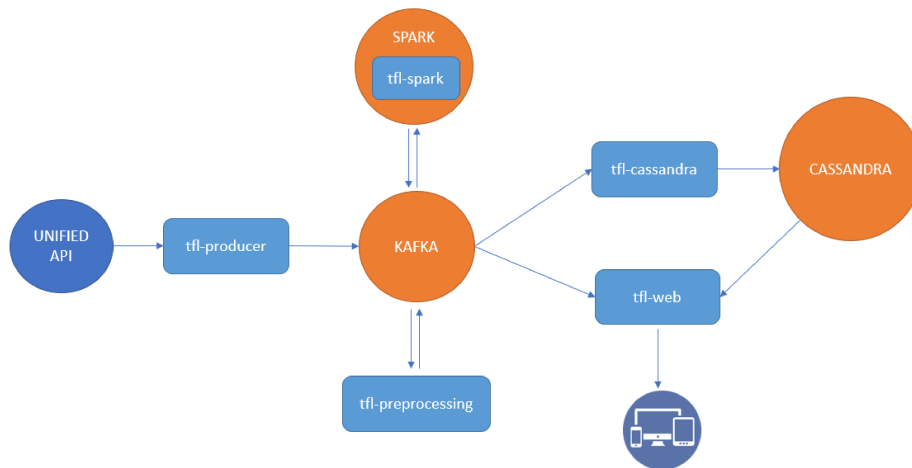 SPARK
tfl-spark
tfl-cassandra
CASSANDRA
UNIFIED
API
tfl-producer
KAFKA
tfl-web
tfl-preprocessing